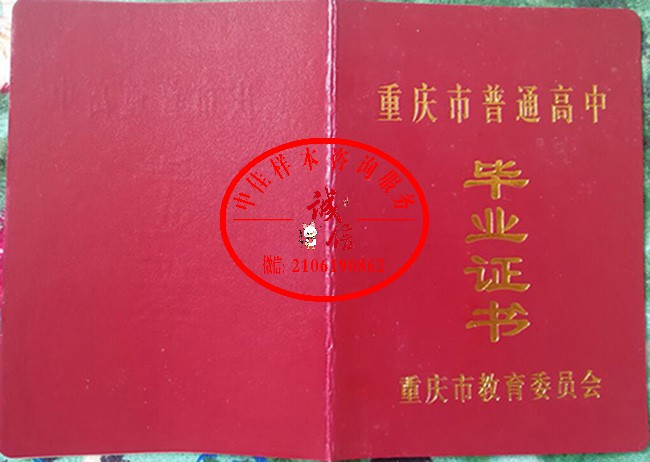 重庆市普通高中
毕业证书
重庆市教育委员会
中佳样本咨询服务
诚信
微信: 2106190862